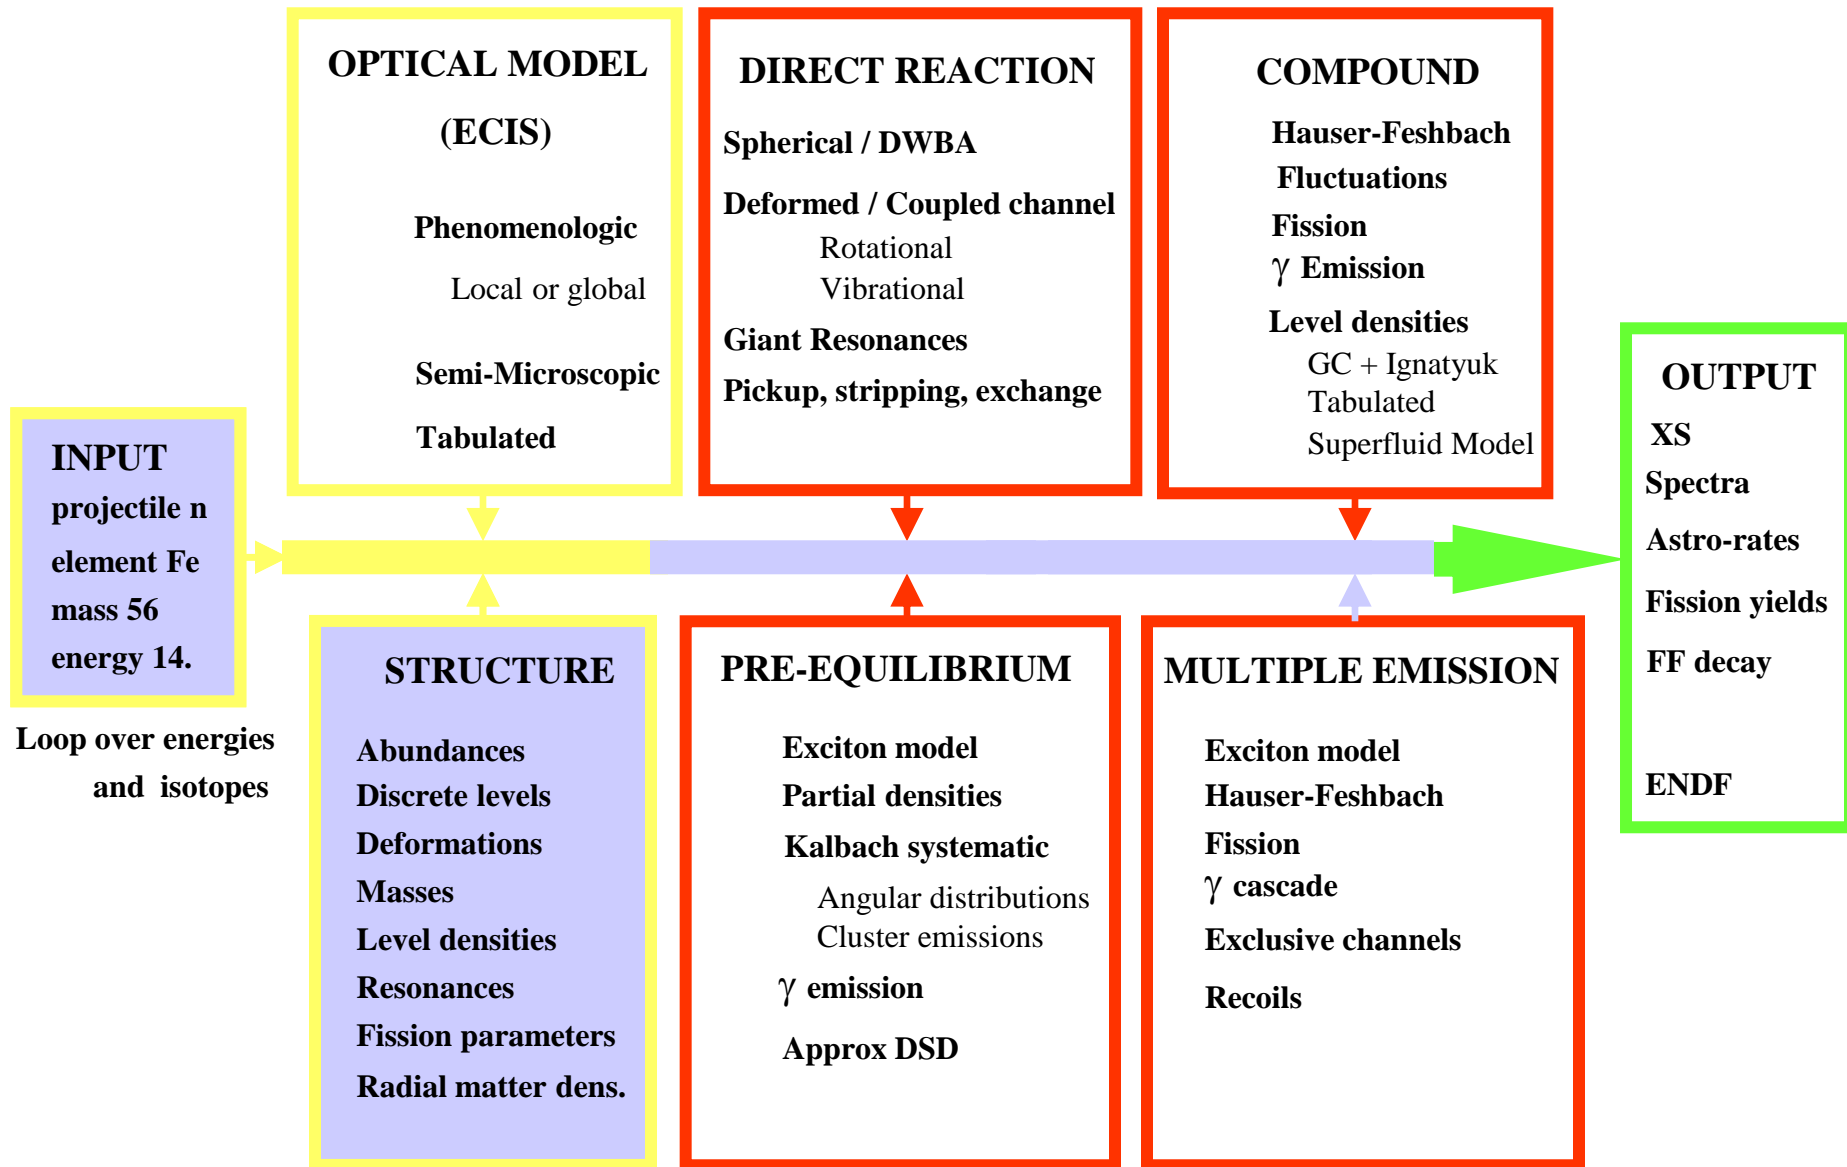 INPUT
projectile n
element Fe
mass 56
energy 14.
Loop over energies
and isotopes
OPTICAL MODEL
(ECIS)
Phenomenologic
Local or global
Semi-Microscopic
Tabulated
DIRECT REACTION
Spherical / DWBA
Deformed / Coupled channel
Rotational
Vibrational
Giant Resonances
Pickup, stripping, exchange
COMPOUND
Hauser-Feshbach
Fluctuations
Fission
γ Emission
Level densities
GC + Ignatyuk
Tabulated
Superfluid Model
STRUCTURE
Abundances
Discrete levels
Deformations
Masses
Level densities
Resonances
Fission parameters
Radial matter dens.
PRE-EQUILIBRIUM
Exciton model
Partial densities
Kalbach systematic
Angular distributions
Cluster emissions
γ emission
Approx DSD
MULTIPLE EMISSION
Exciton model
Hauser-Feshbach
Fission
γ cascade
Exclusive channels
Recoils
OUTPUT
XS
Spectra
Astro-rates
Fission yields
FF decay
ENDF